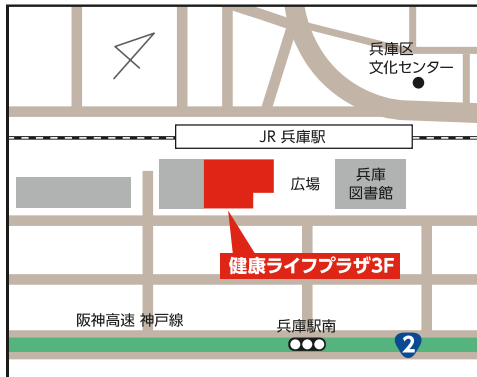 兵庫区
文化センター
JR 兵庫駅
広場
兵庫
図書館
健康ライフプラザ3F
阪神高速 神戸線
兵庫駅南
2